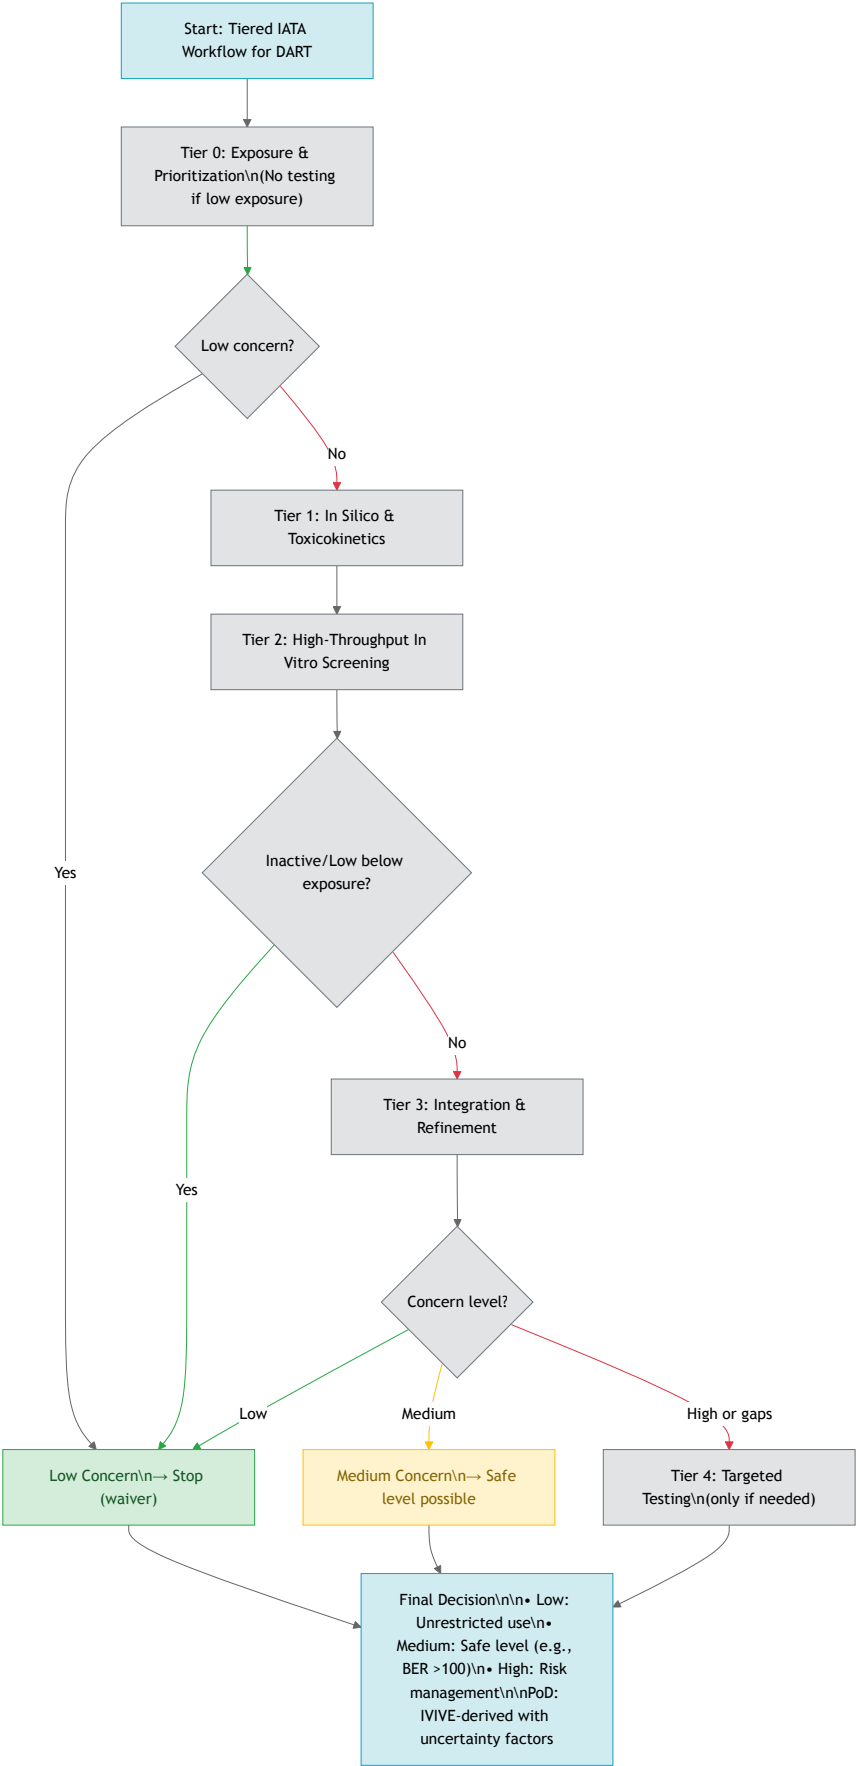 Start: Tiered IATA
Workflow for DART
Tier 0: Exposure &
Prioritization\n(No testing
if low exposure)
Low concern?
No
Tier 1: In Silico &
Toxicokinetics
Tier 2: High-Throughput In
Vitro Screening
Inactive/Low below
exposure?
Yes
No
Tier 3: Integration &
Refinement
Yes
Concern level?
Low
Medium
High or gaps
Low Concern\n→ Stop
(waiver)
Medium Concern\n→ Safe
level possible
Tier 4: Targeted
Testing\n(only if needed)
Final Decision\n\n• Low:
Unrestricted use\n•
Medium: Safe level (e.g.,
BER >100)\n• High: Risk
management\n\nPoD:
IVIVE-derived with
uncertainty factors